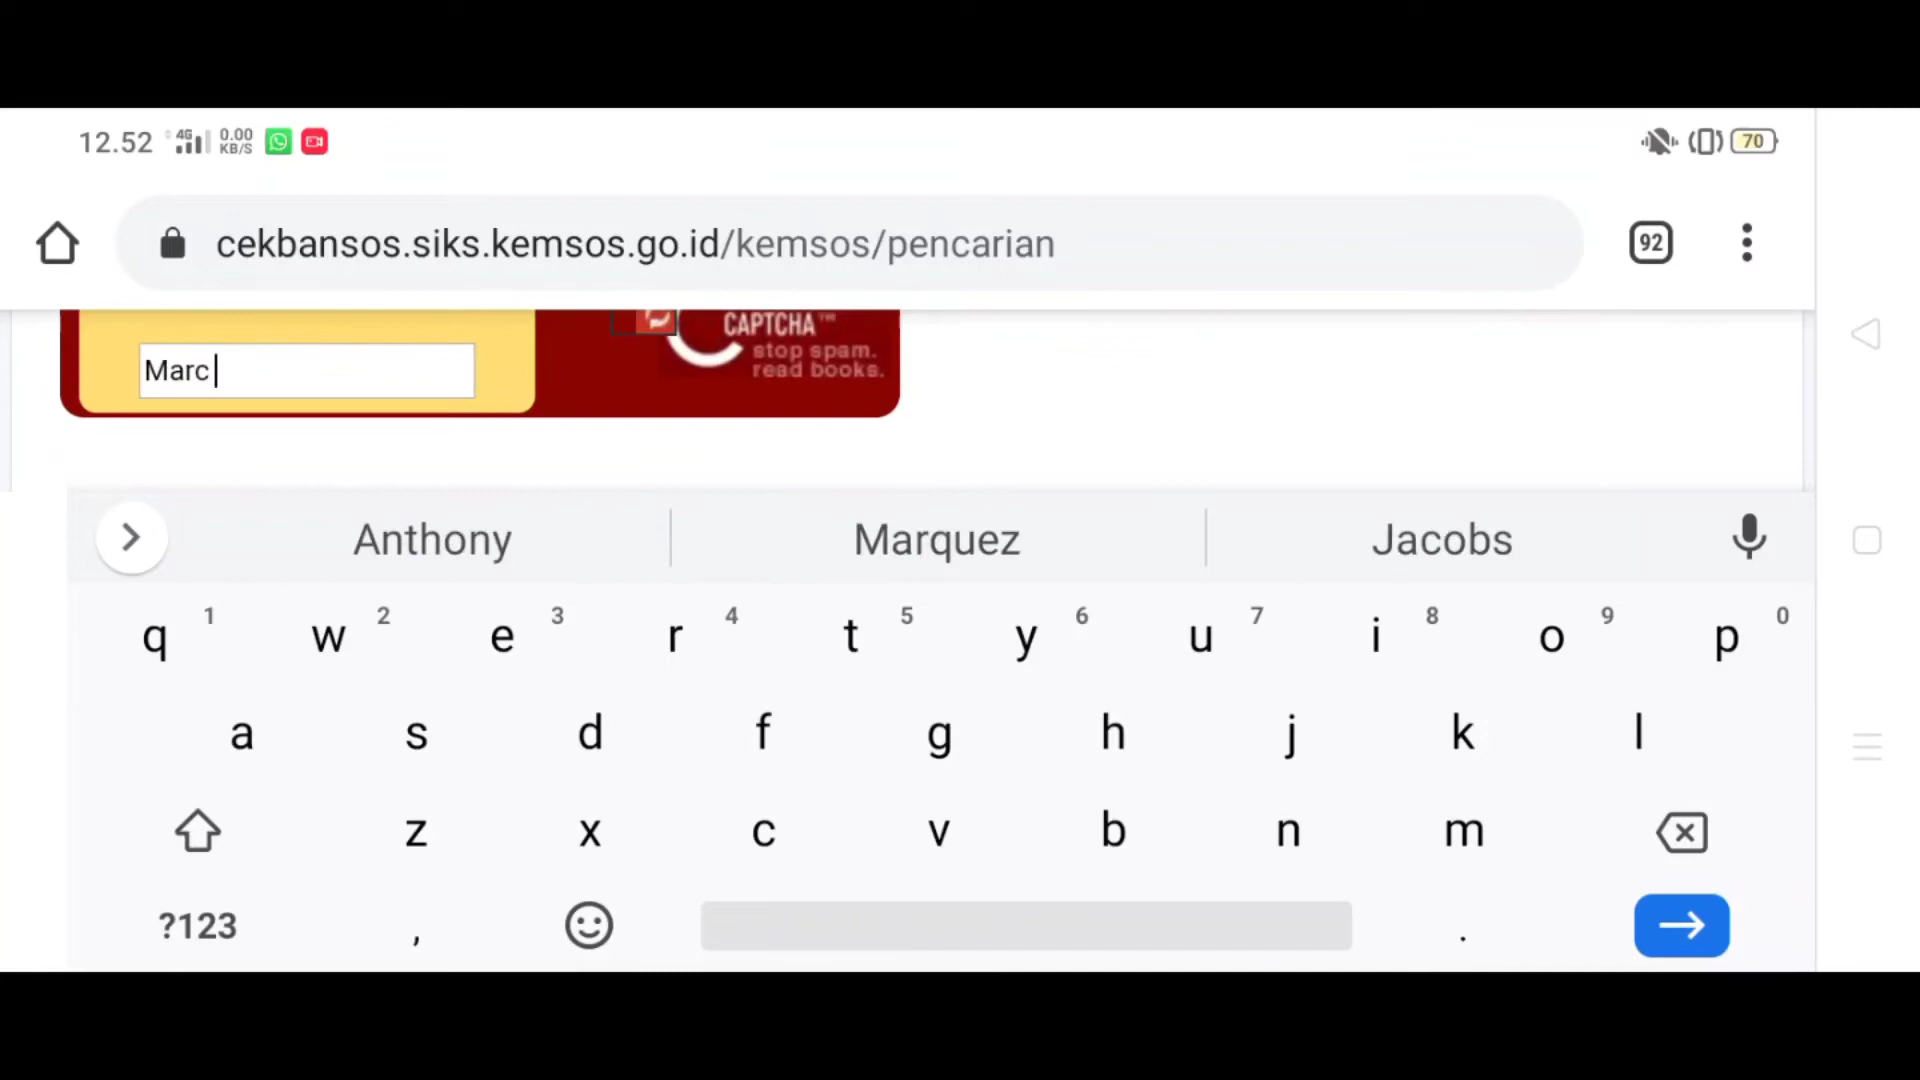 12.52 4G 0.00 KB/S 70
cekbansos.siks.kemsos.go.id/kemsos/pencarian 92
CAPTCHA™
stop spam.
read books.
Marc
Anthony Marquez Jacobs
q 1 w 2 e 3 r 4 t 5 y 6 u 7 i 8 o 9 p 0
a s d f g h j k l
z x c v b n m
?123 , .